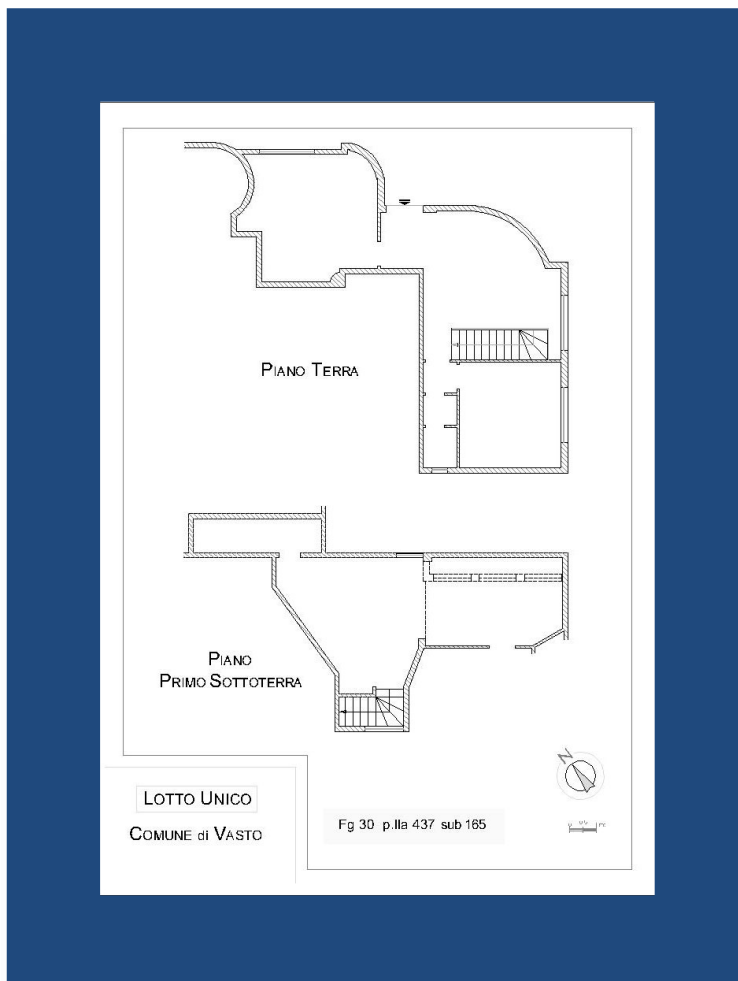 PIANO TERRA
PIANO
PRIMO SOTTOTERRA
N
LOTTO UNICO
COMUNE di VASTO
Fg 30 p.lla 437 sub 165